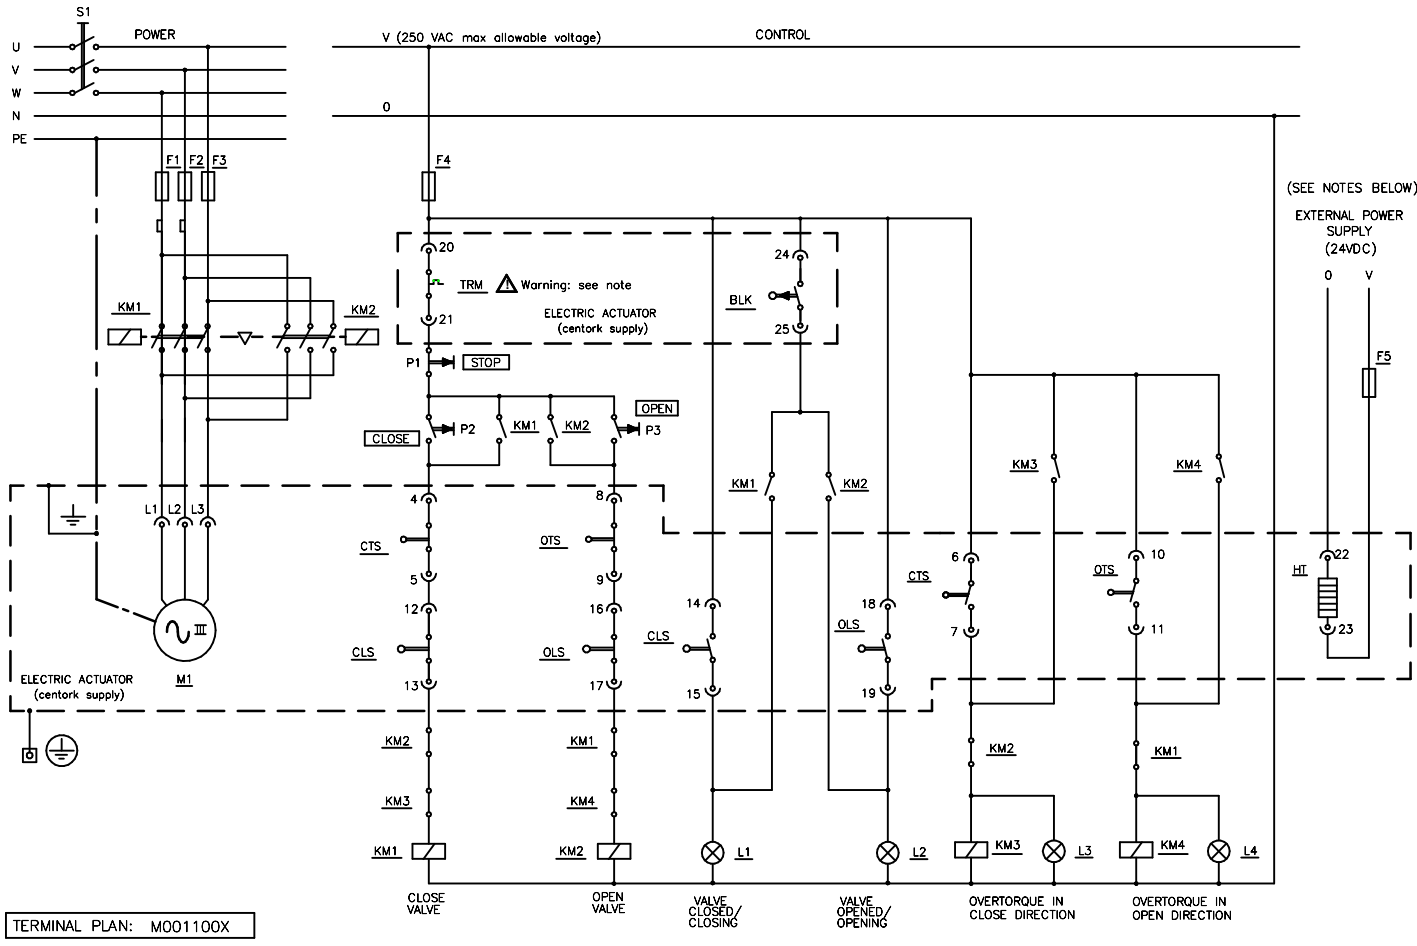 S1
POWER
V (250 VAC max allowable voltage)
CONTROL
U
V
W
N
O
PE
F1 F2 F3
F4
(SEE NOTES BELOW)
EXTERNAL POWER
SUPPLY
(24VDC)
O V
20
24
TRM
Warning: see note
BLK
ELECTRIC ACTUATOR
(centork supply)
21
25
KM1
KM2
F5
P1
STOP
OPEN
CLOSE
P2
KM1
KM2
P3
KM3
KM4
KM1
KM2
L1 L2 L3
4
8
CTS
OTS
5
9
6
10
22
CTS
OTS
HT
7
11
23
12
16
14
18
CLS
OLS
CLS
OLS
13
17
15
19
III
M1
ELECTRIC ACTUATOR
(centork supply)
KM2
KM1
KM2
KM1
KM3
KM4
KM1
KM2
L1
L2
KM3
L3
KM4
L4
CLOSE
VALVE
OPEN
VALVE
VALVE
CLOSED/
CLOSING
VALVE
OPENED/
OPENING
OVERTORQUE IN
CLOSE DIRECTION
OVERTORQUE IN
OPEN DIRECTION
TERMINAL PLAN: M001100X